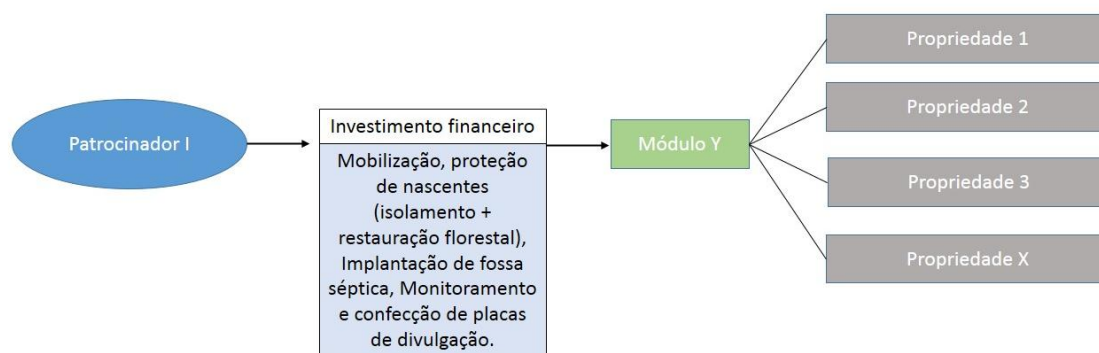 Patrocinador I
Investimento financeiro
Mobilização, proteção
de nascentes
(isolamento +
restauração florestal),
Implantação de fossa
séptica, Monitoramento
e confecção de placas
de divulgação.
Módulo Y
Propriedade 1
Propriedade 2
Propriedade 3
Propriedade X